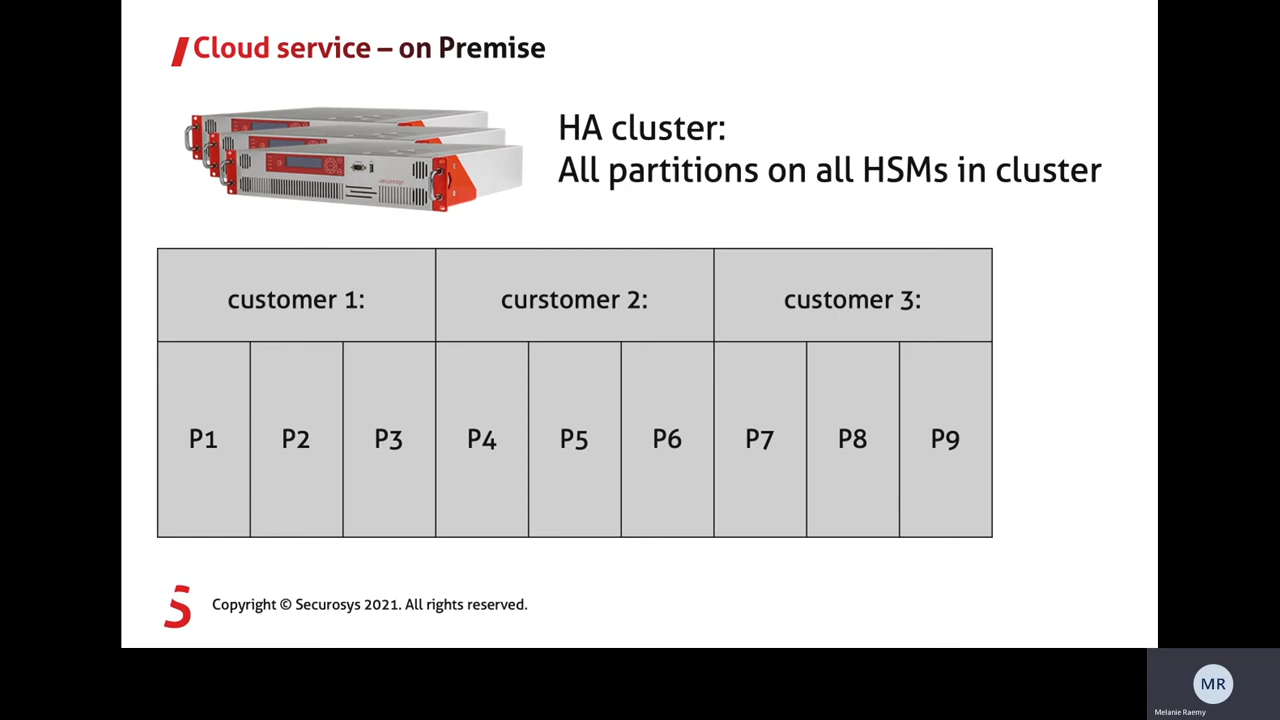 Cloud service – on Premise
HA cluster:
All partitions on all HSMs in cluster
securosys
customer 1:
curstomer 2:
customer 3:
P1
P2
P3
P4
P5
P6
P7
P8
P9
Copyright © Securosys 2021. All rights reserved.
MR
Melanie Raemy